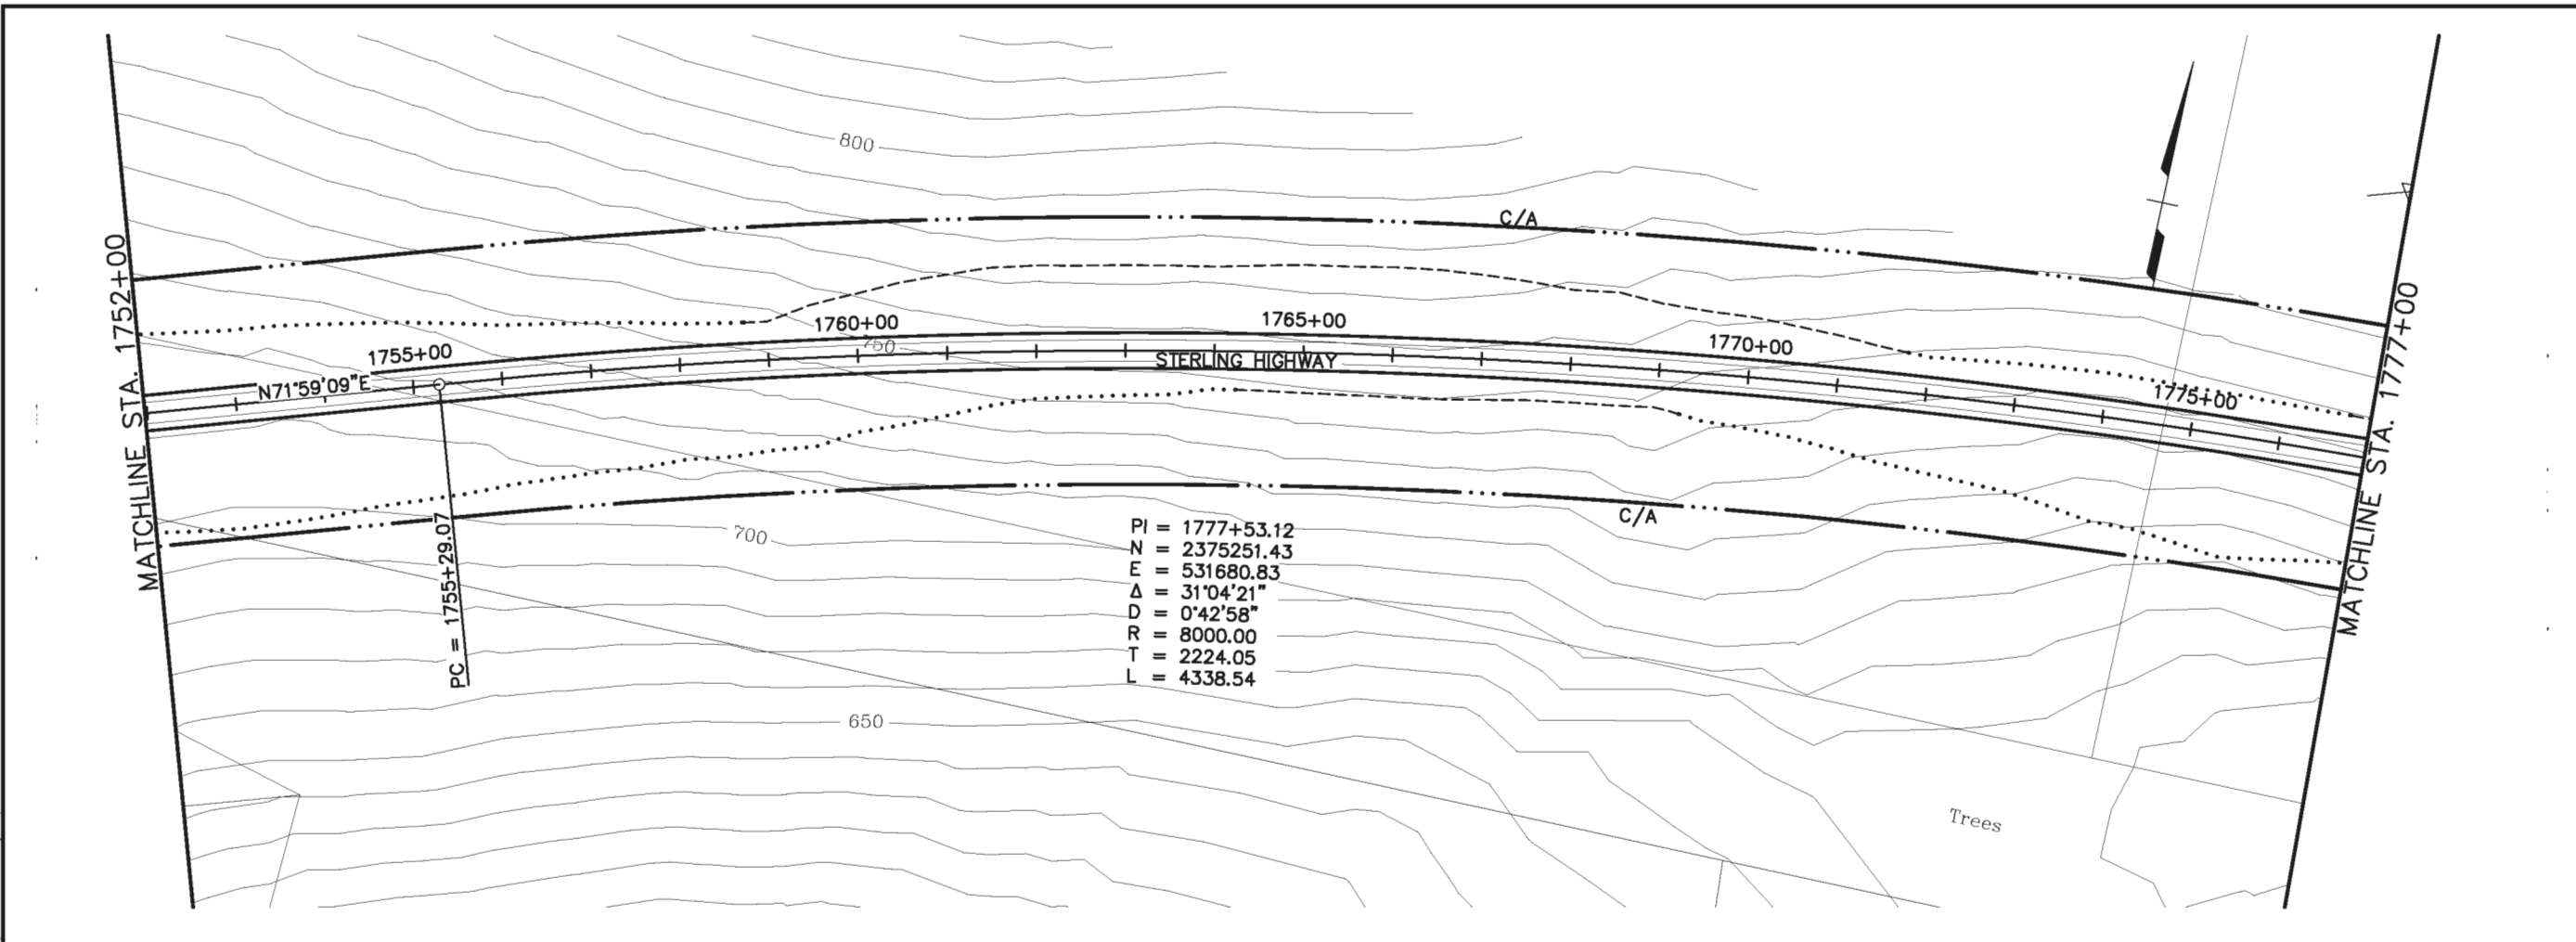 800
C/A
MATCHLINE STA. 1752+00
1755+00
1760+00
750
1765+00
1770+00
1775+00
N71°59'09"E
STERLING HIGHWAY
MATCHLINE STA. 1777+00
PC = 1755+29.07
700
C/A
PI = 1777+53.12
N = 2375251.43
E = 531680.83
Δ = 31°04'21"
D = 0°42'58"
R = 8000.00
T = 2224.05
L = 4338.54
650
Trees